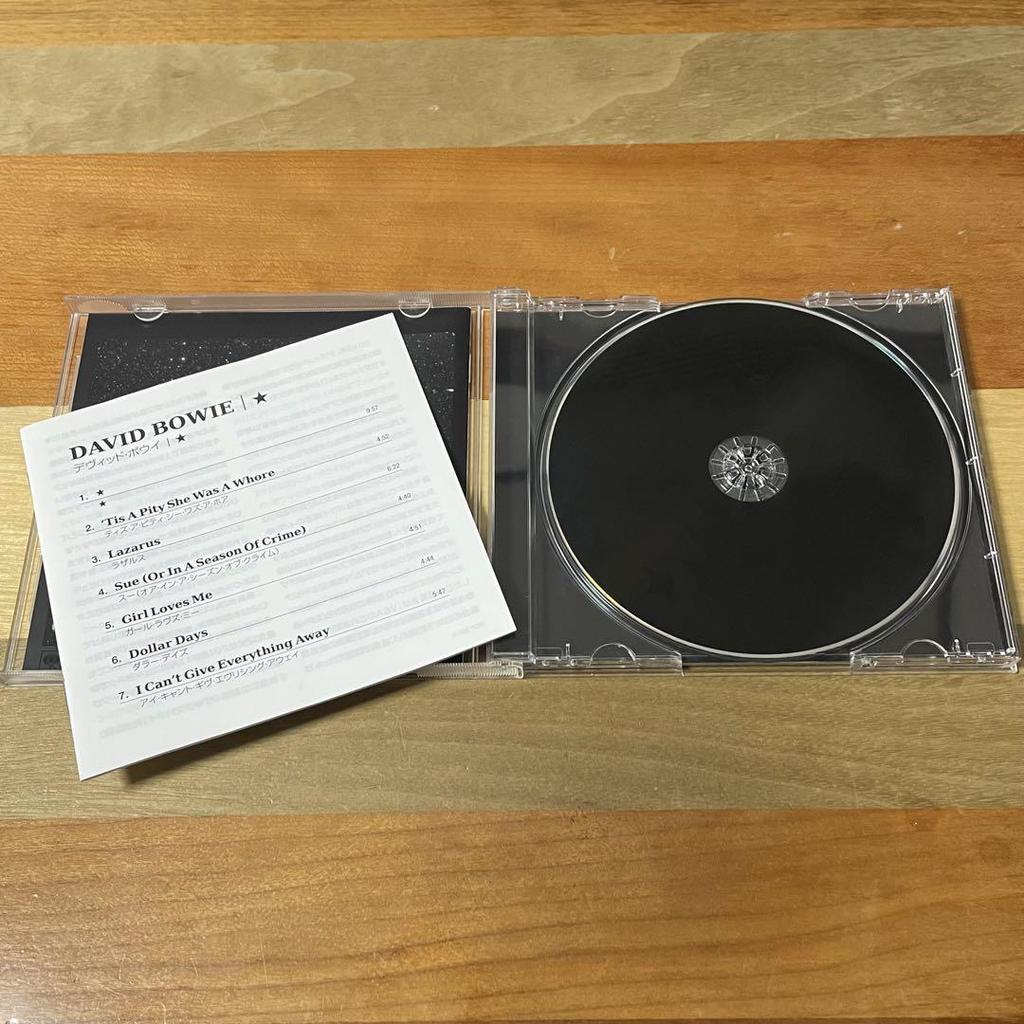 DAVID BOWIE | ★
デヴィッド・ボウイ | ★
1. ★ 9:57
★
2. 'Tis A Pity She Was A Whore 4:52
ティズ・ア・ピティ・シー・ワズ・ア・ホア
3. Lazarus 6:22
ラザルス
4. Sue (Or In A Season Of Crime) 4:40
スー(オア・イン・ア・シーズン・オブ・クライム)
5. Girl Loves Me 4:51
ガール・ラヴズ・ミー
6. Dollar Days 4:44
ダラー・デイズ
7. I Can't Give Everything Away 5:47
アイ・キャント・ギヴ・エヴリシング・アウェイ